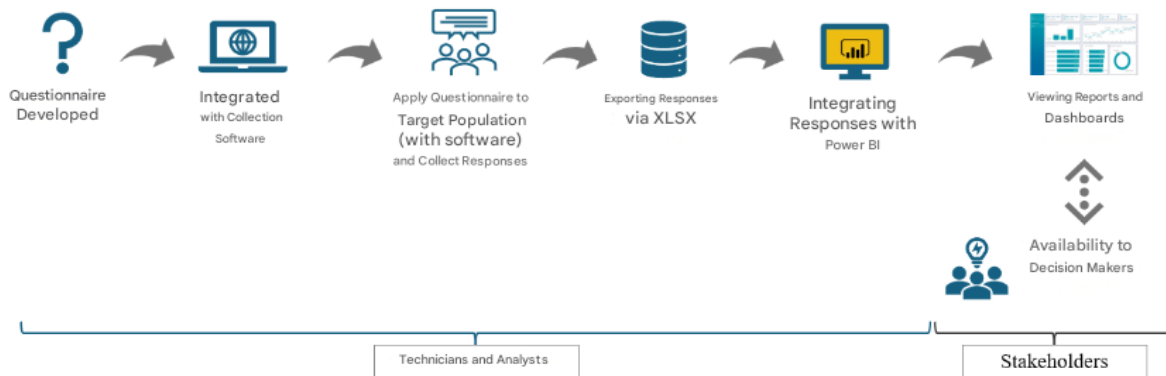 Questionnaire
Developed
Integrated
with Collection
Software
Apply Questionnaire to
Target Population
(with software)
and Collect Responses
Exporting Responses
via XLSX
Integrating
Responses with
Power BI
Viewing Reports and
Dashboards
Availability to
Decision Makers
Technicians and Analysts
Stakeholders